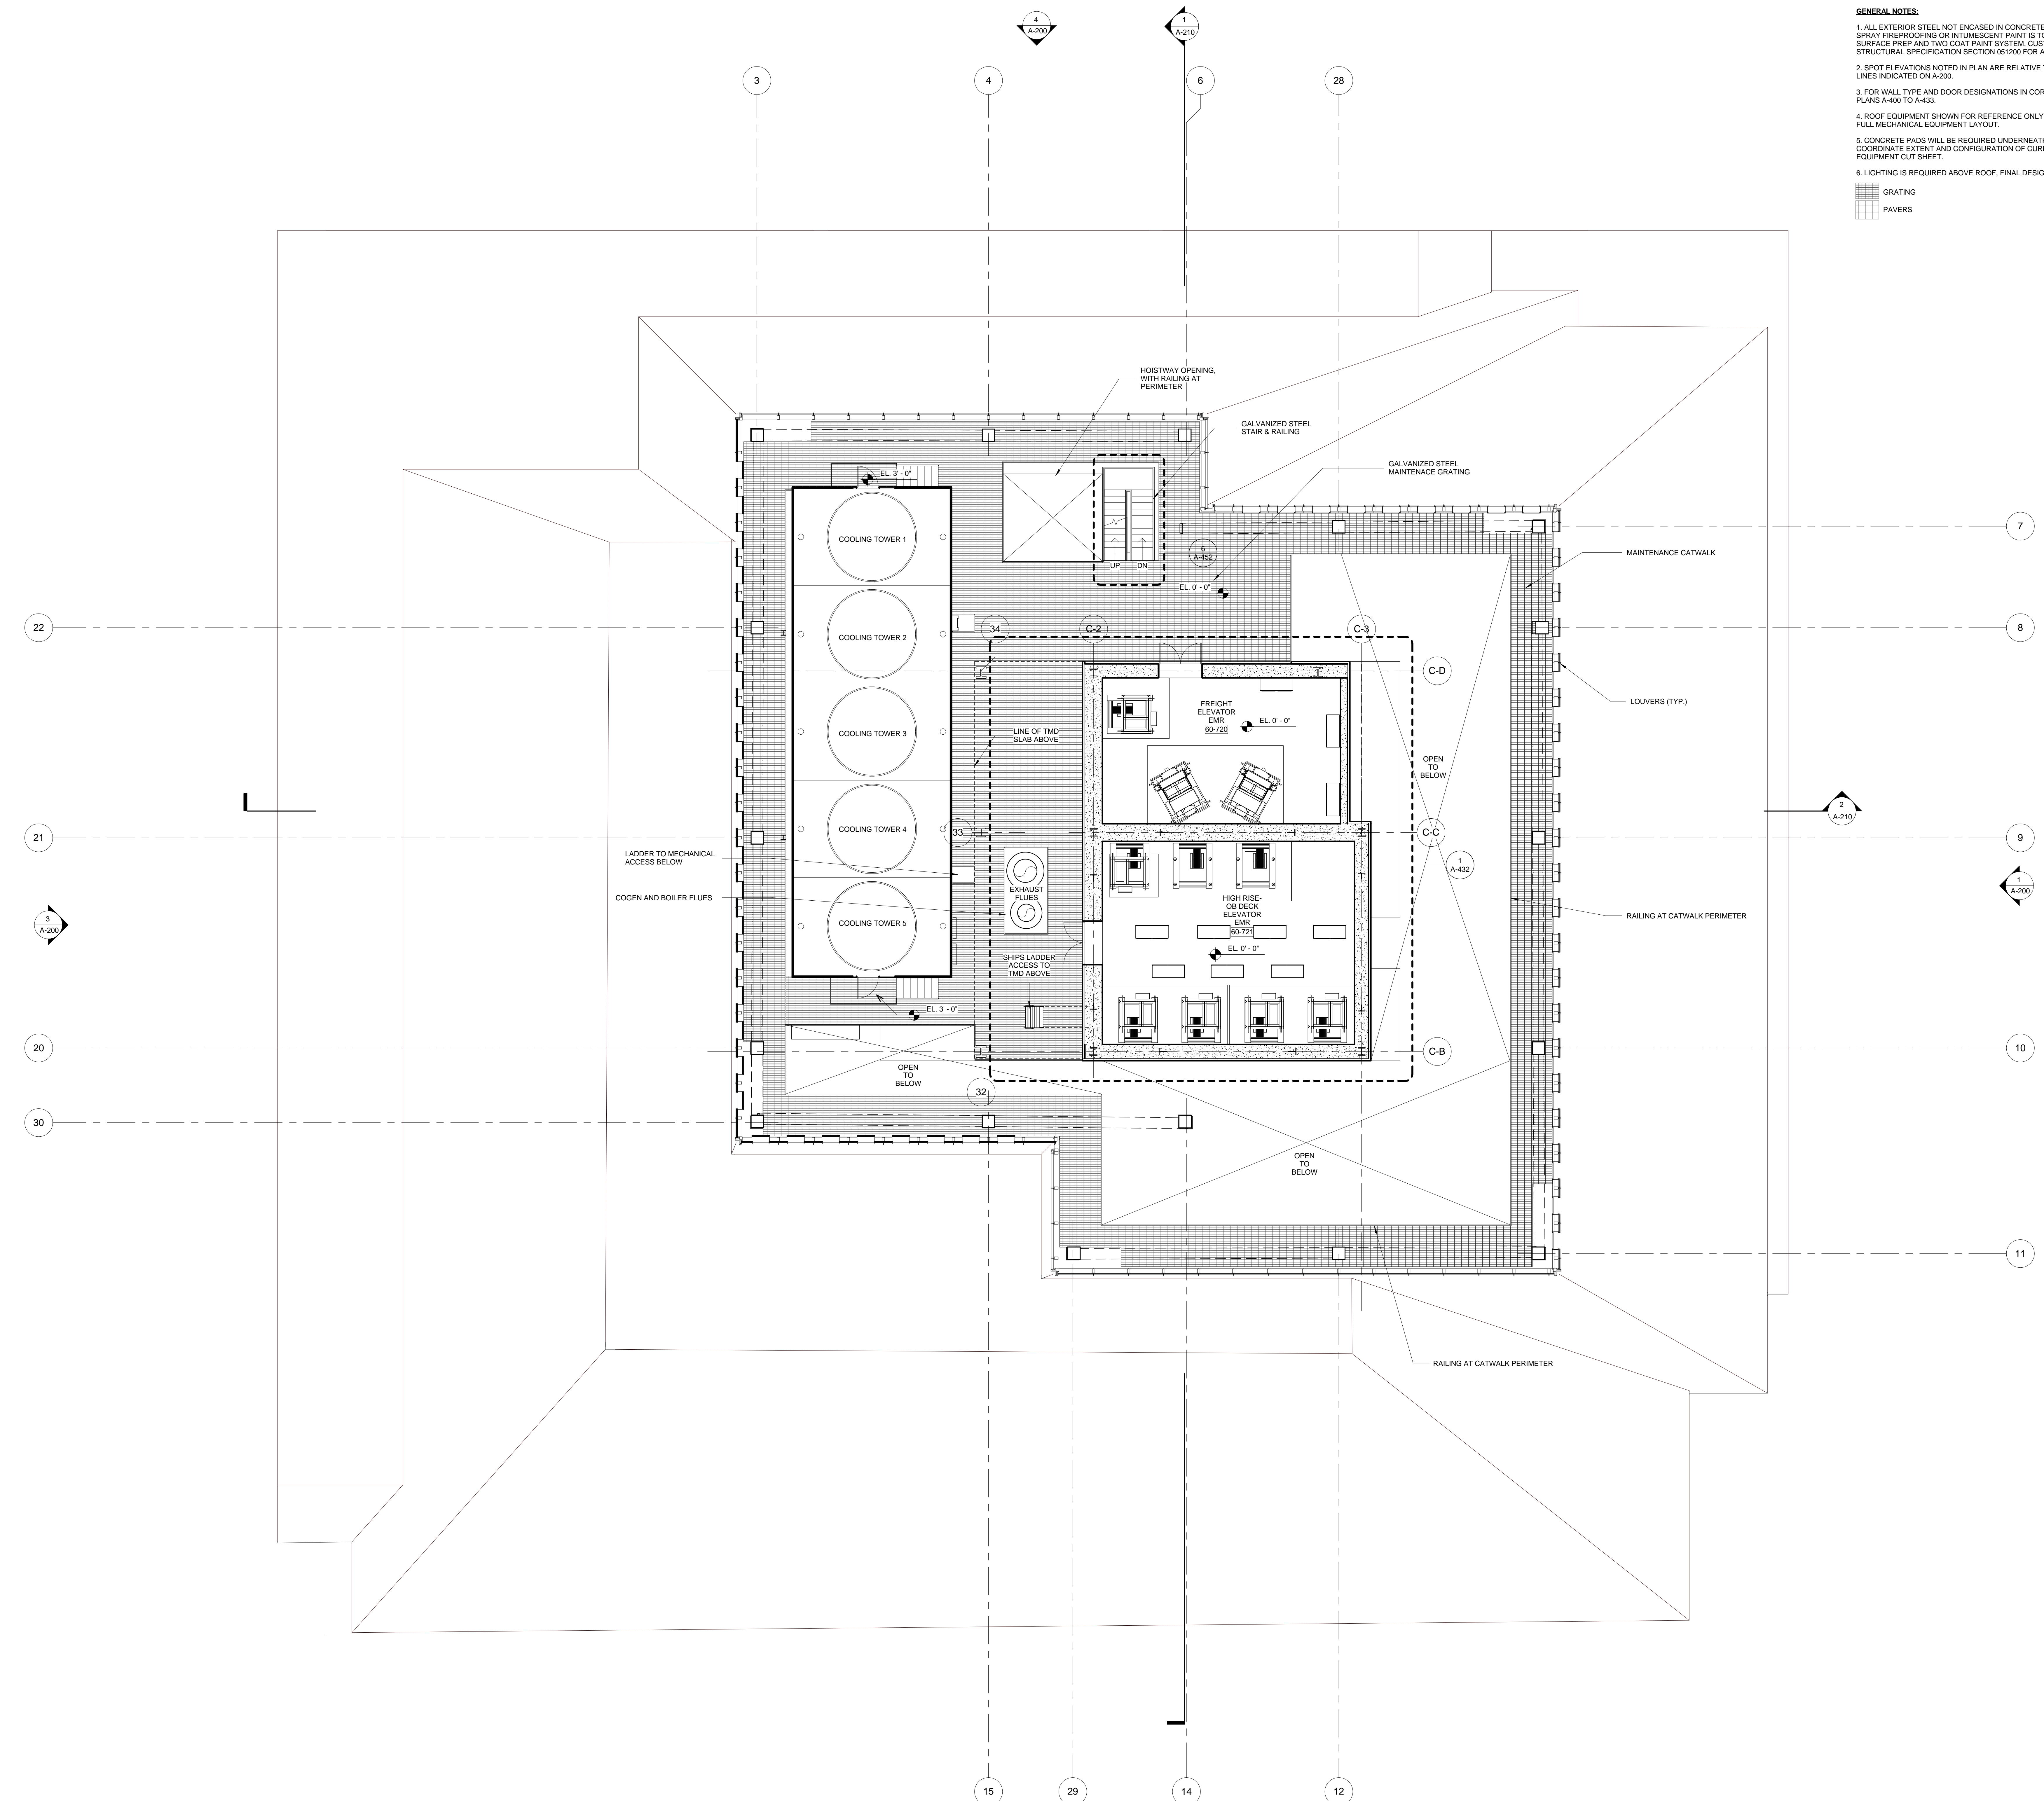 GENERAL NOTES:
1. ALL EXTERIOR STEEL NOT ENCASED IN CONCRETE
SPRAY FIREPROOFING OR INTUMESCENT PAINT IS
SURFACE PREP AND TWO COAT PAINT SYSTEM,
STRUCTURAL SPECIFICATION SECTION 051200 FOR
2. SPOT ELEVATIONS NOTED IN PLAN ARE RELATIVE
LINES INDICATED ON A-200.
3. FOR WALL TYPE AND DOOR DESIGNATIONS IN
PLANS A-400 TO A-433.
4. ROOF EQUIPMENT SHOWN FOR REFERENCE ONLY
FULL MECHANICAL EQUIPMENT LAYOUT.
5. CONCRETE PADS WILL BE REQUIRED
COORDINATE EXTENT AND CONFIGURATION OF
EQUIPMENT CUT SHEET.
6. LIGHTING IS REQUIRED ABOVE ROOF, FINAL
GRATING
PAVERS
4
A-200
1
A-210
3
4
6
28
HOISTWAY OPENING,
WITH RAILING AT
PERIMETER
GALVANIZED STEEL
STAIR & RAILING
GALVANIZED STEEL
MAINTENACE GRATING
EL. 3' - 0"
COOLING TOWER 1
6
A-452
UP
DN
EL. 0' - 0"
7
MAINTENANCE CATWALK
22
COOLING TOWER 2
34
C-2
C-3
8
C-D
LOUVERS (TYP.)
FREIGHT
ELEVATOR
EMR
60-720
EL. 0' - 0"
LINE OF TMD
SLAB ABOVE
COOLING TOWER 3
OPEN
TO
BELOW
2
A-210
21
COOLING TOWER 4
33
C-C
9
LADDER TO MECHANICAL
ACCESS BELOW
1
A-432
1
A-200
COGEN AND BOILER FLUES
EXHAUST
FLUES
HIGH RISE-
OB DECK
ELEVATOR
EMR
60-721
EL. 0' - 0"
RAILING AT CATWALK PERIMETER
3
A-200
COOLING TOWER 5
SHIPS LADDER
ACCESS TO
TMD ABOVE
EL. 3' - 0"
20
C-B
10
OPEN
TO
BELOW
32
30
OPEN
TO
BELOW
11
RAILING AT CATWALK PERIMETER
15
29
14
12